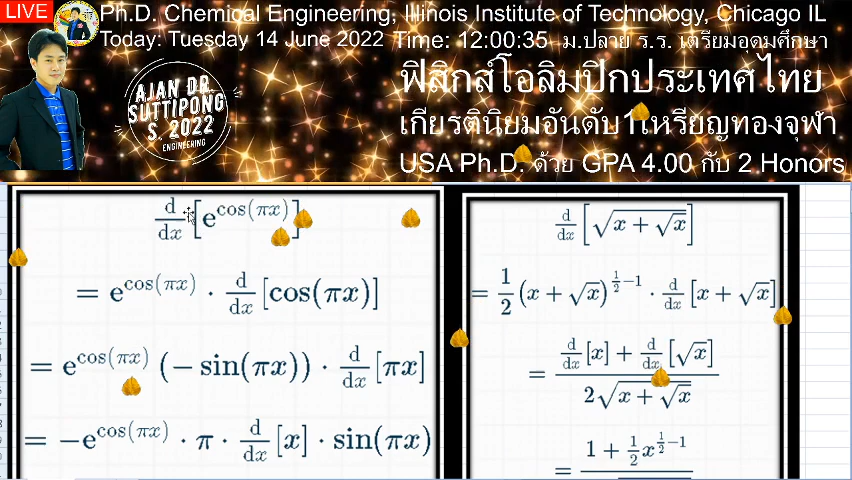 LIVE
Ph.D. Chemical Engineering, Illinois Institute of Technology, Chicago IL
Today: Tuesday 14 June 2022 Time: 12:00:35 ม.ปลาย ร.ร. เตรียมอุดมศึกษา
ฟิสิกส์โอลิมปิกประเทศไทย
เกียรตินิยมอันดับ1เหรียญทองจุฬา
USA Ph.D. ด้วย GPA 4.00 กับ 2 Honors
AJAN DR.
SUTTIPONG
S. 2022
ENGINEERING
d/dx [e^cos(πx)]
= e^cos(πx) · d/dx [cos(πx)]
= e^cos(πx) (− sin(πx)) · d/dx [πx]
= −e^cos(πx) · π · d/dx [x] · sin(πx)
d/dx [√(x + √x)]
= 1/2 (x + √x)^(1/2 − 1) · d/dx [x + √x]
= (d/dx [x] + d/dx [√x]) / (2√(x + √x))
= 1 + 1/2 x^(1/2 − 1)